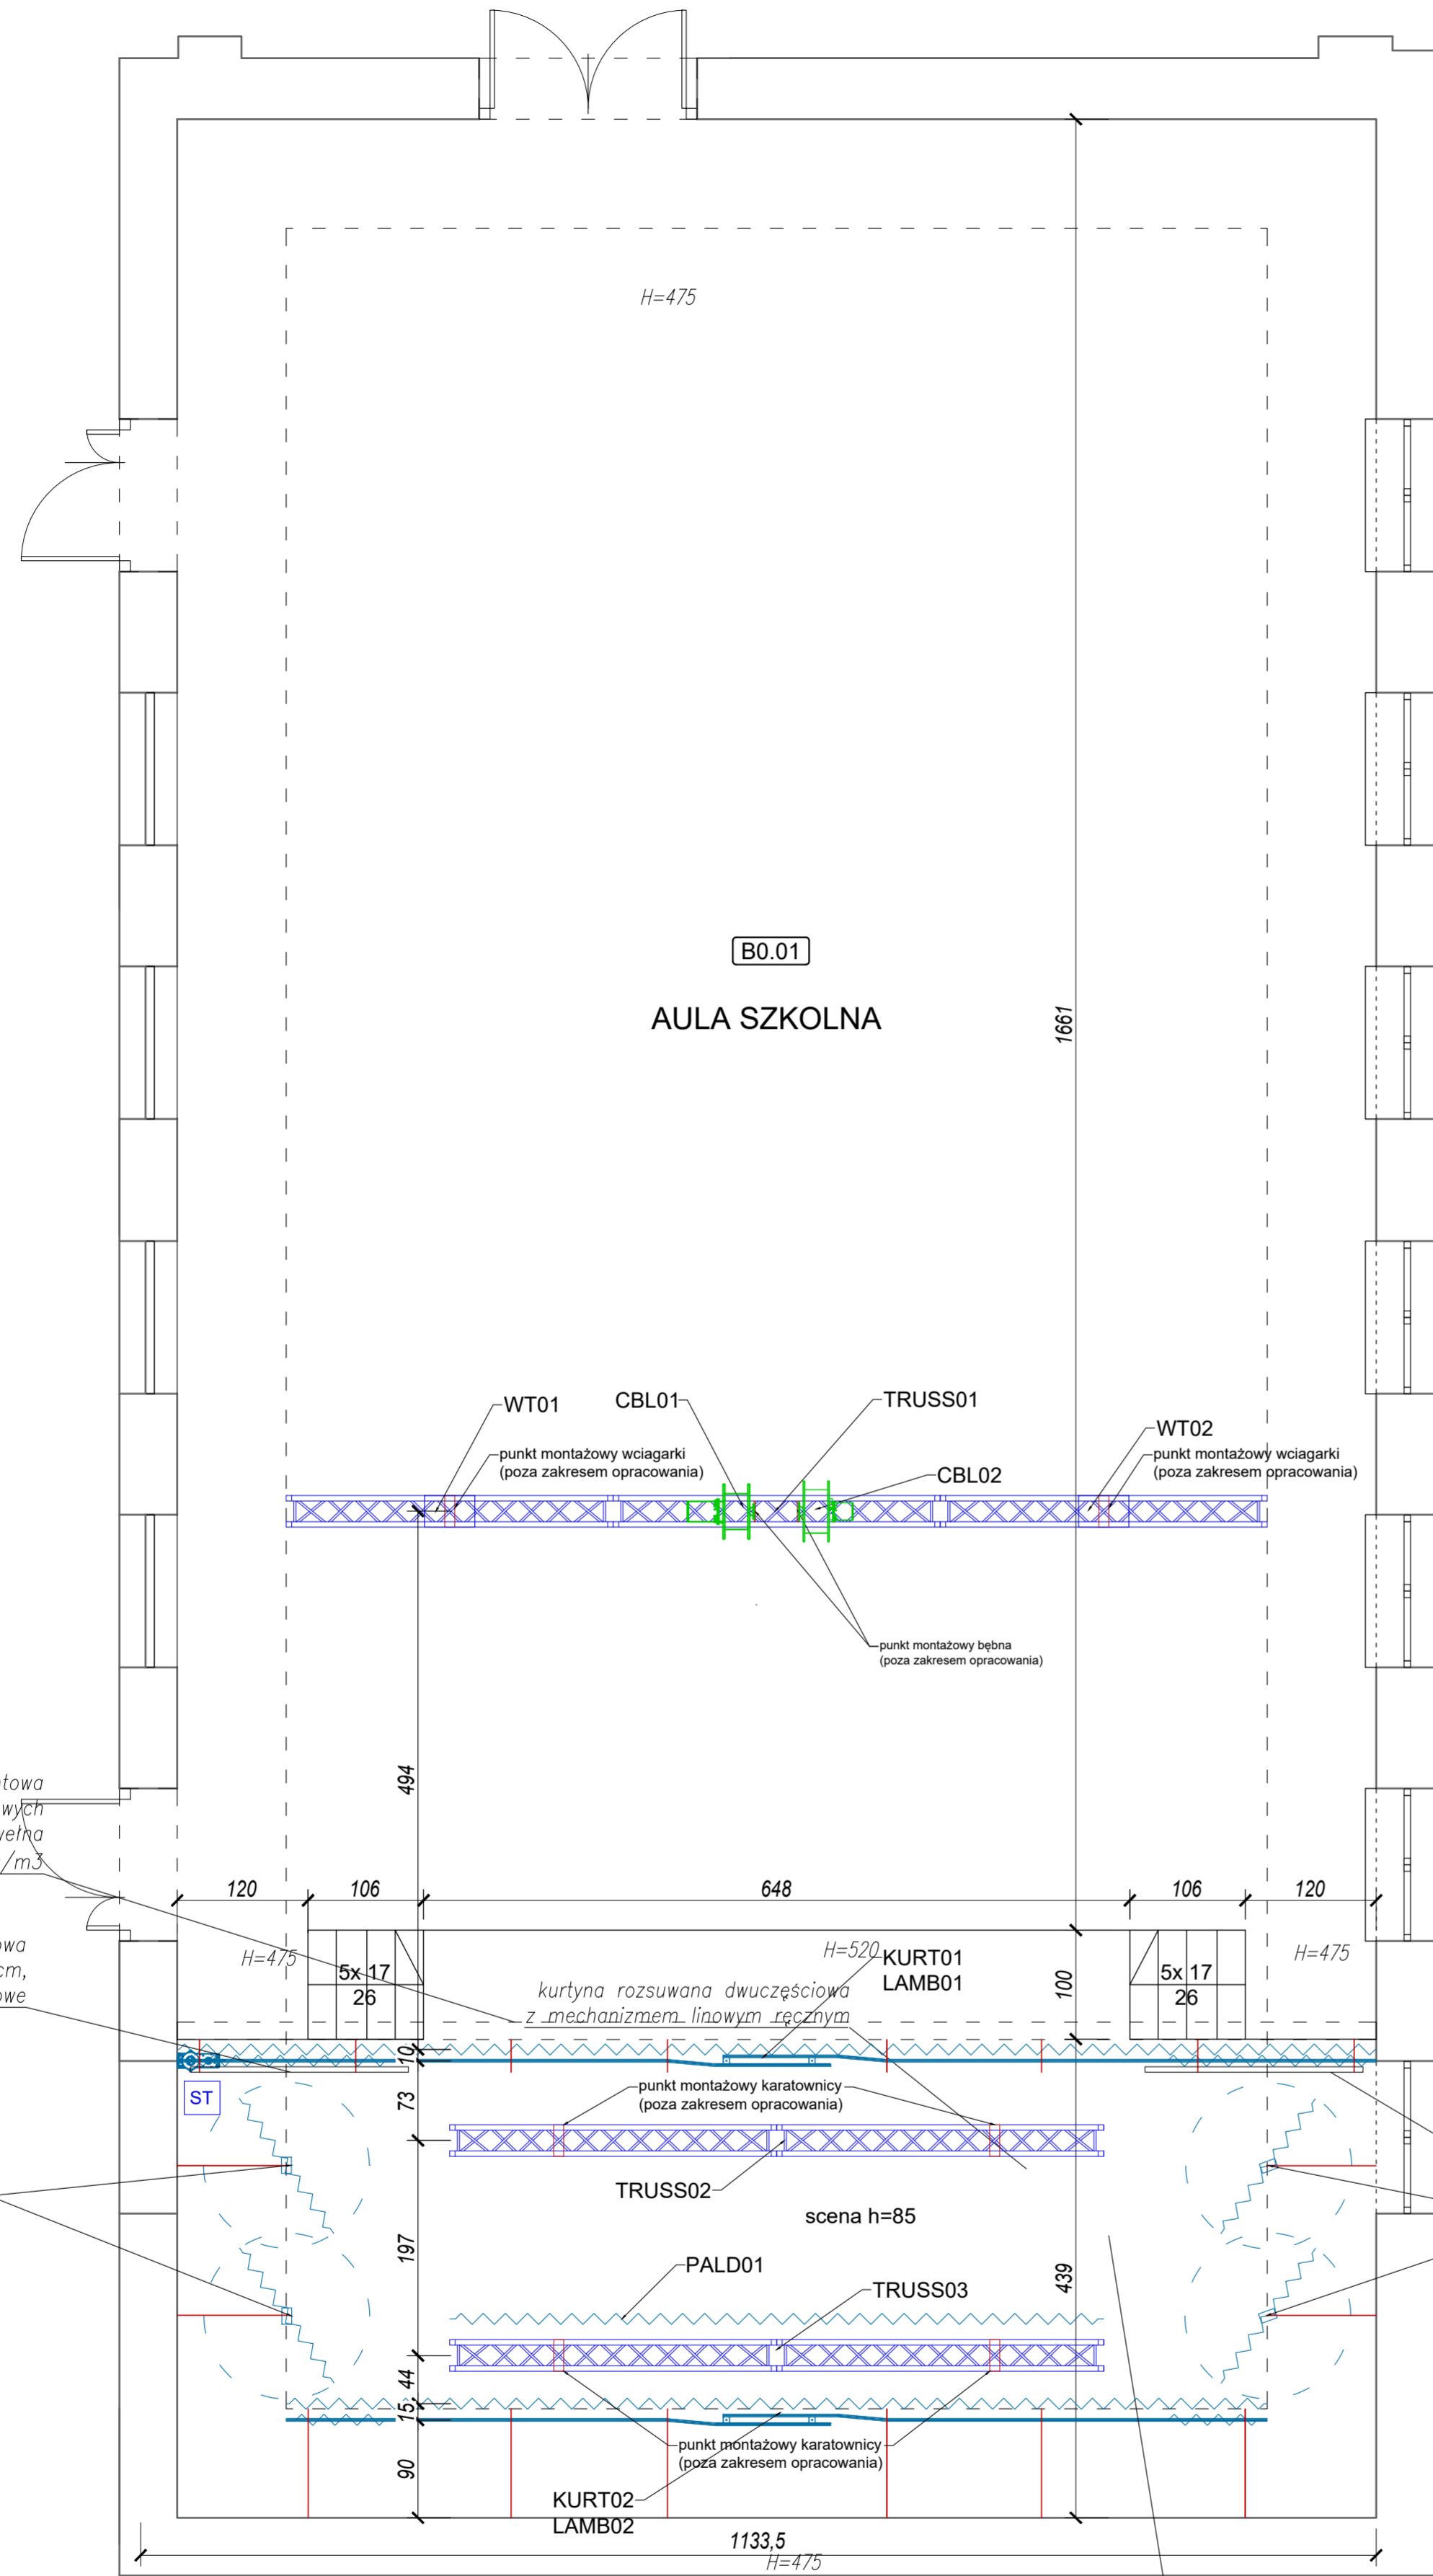 H=475
B0.01
AULA SZKOLNA
1661
WT01
CBL01
TRUSS01
WT02
punkt montażowy wciagarki
(poza zakresem opracowania)
punkt montażowy wciagarki
(poza zakresem opracowania)
CBL02
punkt montażowy bębna
(poza zakresem opracowania)
494
/m3
120
106
648
106
120
H=475
H=520
H=475
KURT01
LAMB01
cm,
owe
5x 17
26
kurtyna rozsuwana dwuczęściowa
z mechanizmem linowym ręcznym
100
5x 17
26
10
ST
73
punkt montażowy karatownicy
(poza zakresem opracowania)
TRUSS02
scena h=85
197
PALD01
439
TRUSS03
44
15
punkt montażowy karatownicy
(poza zakresem opracowania)
90
KURT02
LAMB02
1133,5
H=475